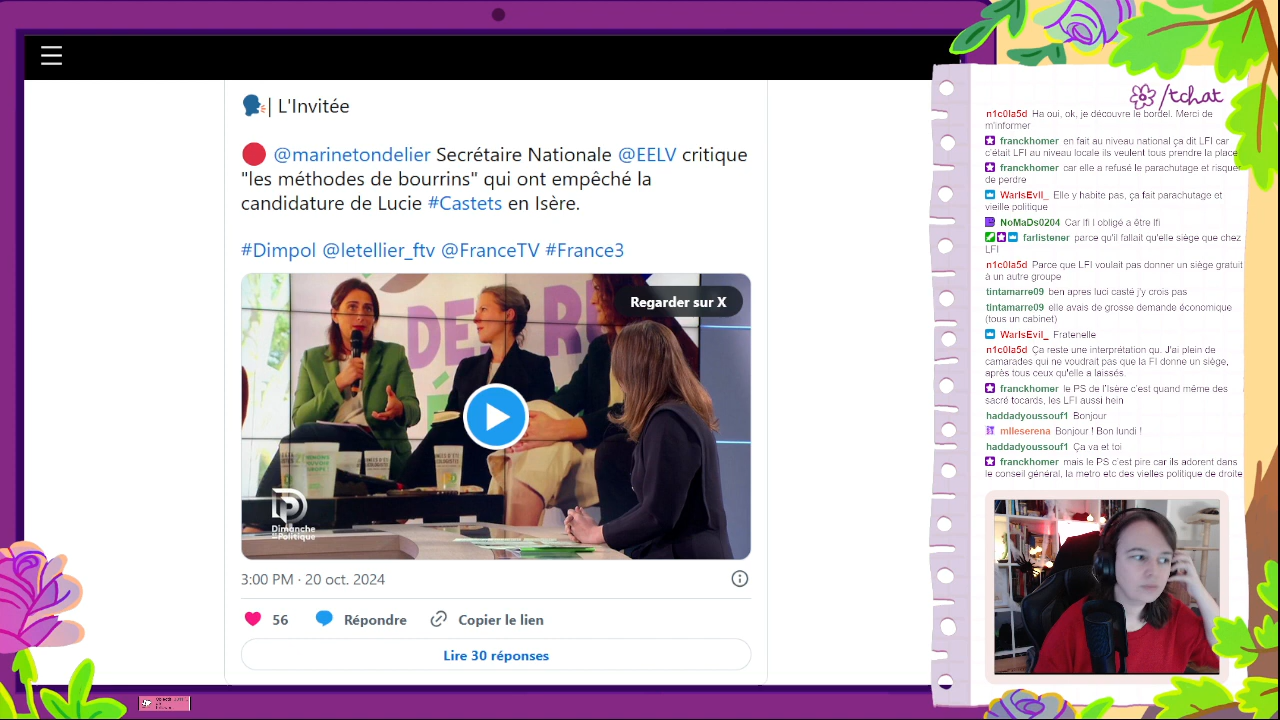 L'Invitée
@marinetondelier Secrétaire Nationale @EELV critique
"les méthodes de bourrins" qui ont empêché la
candidature de Lucie #Castets en Isère.
#Dimpol @letellier_ftv @FranceTV #France3
Regarder sur X
Dimanche
en Politique
3:00 PM · 20 oct. 2024
56
Répondre
Copier le lien
Lire 30 réponses
/tchat
n1c0la5d Ha oui, ok, je découvre le bordel. Merci de
m'informer
franckhomer en fait au niveau national ça dit LFI car
c'était LFI au niveau locale ils veulent tous prendre la place
franckhomer car elle a refusé le parachutage et risquer
de perdre
WarIsEvil_ Elle y habite pas, ça fait parachutage et
vieille politique
NoMaDs0204 Car lfi l obligé a être lfi
farlistener parce qu'il fallait qu'elle siége que chez
LFI
n1c0la5d Parce que LFI voulait pas donner un siége gratuit
à un autre groupe
tintamarre09 ben apres luci casté j'y crois pas
tintamarre09 elle avais de grosse demande économique
(tous un cabinet)
WarIsEvil_ Fratenelle
n1c0la5d Ça reste une interprétation qu. J'ai plein de
camarades qui ne voudrait pas que la FI donne un siége,
après tous ceux qu'elle a laissés.
franckhomer le PS de l'Isère c'est quand même des
sacré tocards, les LFI aussi hein
haddadyoussouf1 Bonjour
mlleserena Bonjour ! Bon lundi !
haddadyoussouf1 Ça va et toi
franckhomer mais le PS c'est pire car ils adorent dans
le conseil général, la metro etc des vielles politique de droite